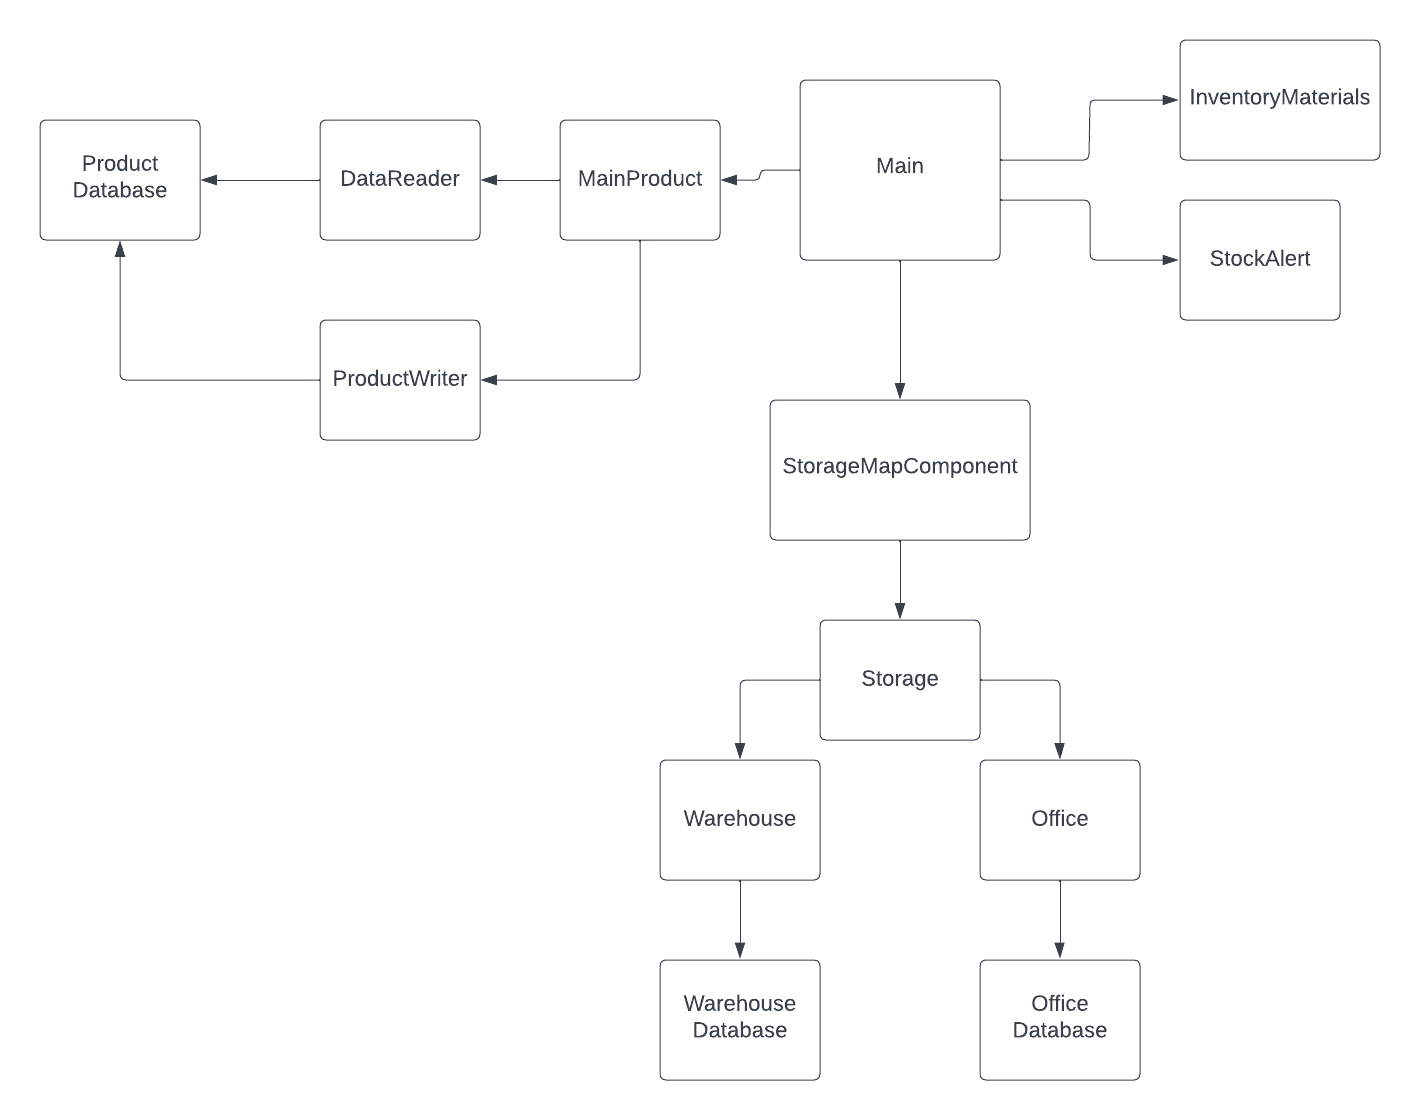 InventoryMaterials
Main
Product
Database
DataReader
MainProduct
StockAlert
ProductWriter
StorageMapComponent
Storage
Warehouse
Office
Warehouse
Database
Office
Database